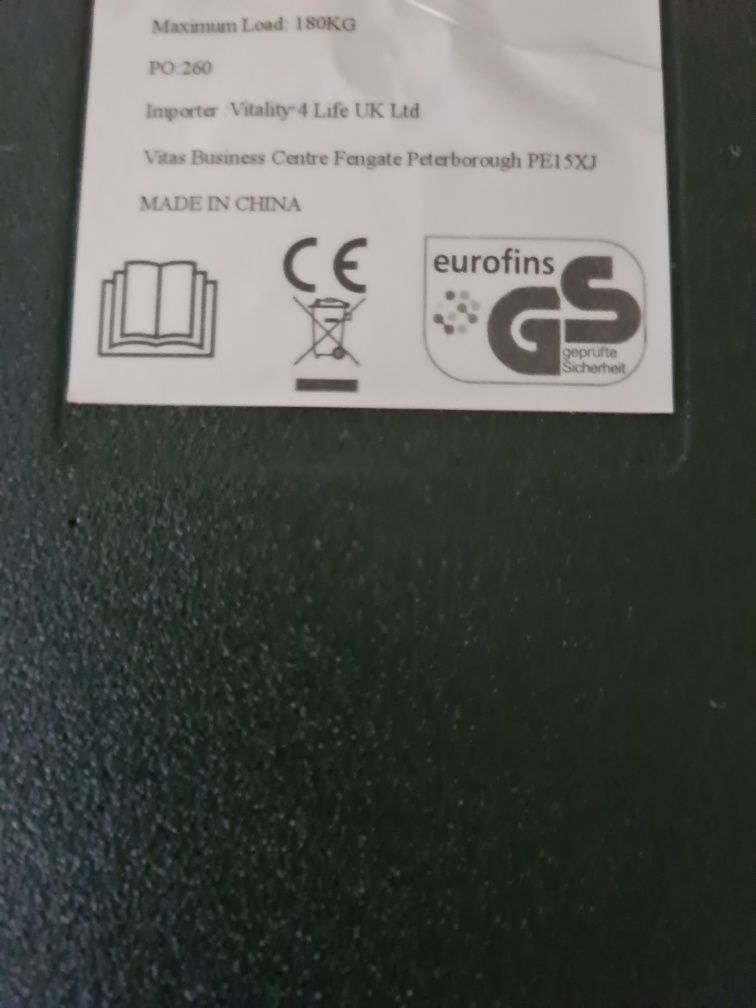 Maximum Load: 180KG
PO:260
Importer :Vitality 4 Life UK Ltd
Vitas Business Centre Fengate Peterborough PE15XJ
MADE IN CHINA
CE
eurofins
GS
geprüfte
Sicherheit